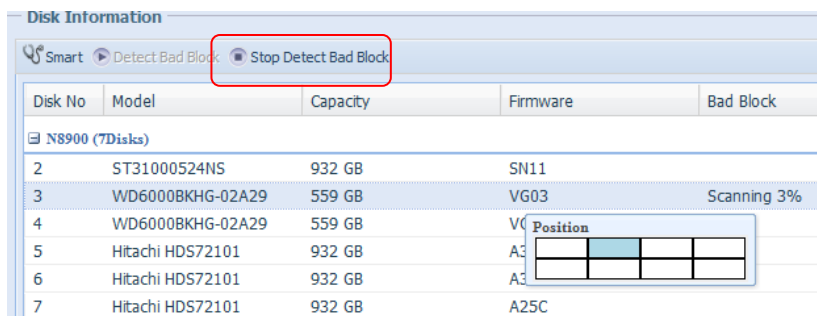 Disk Information
Smart Detect Bad Block Stop Detect Bad Block
Disk No Model Capacity Firmware Bad Block
N8900 (7Disks)
2 ST31000524NS 932 GB SN11
3 WD6000BKHG-02A29 559 GB VG03 Scanning 3%
4 WD6000BKHG-02A29 559 GB
Position
5 Hitachi HDS72101 932 GB
6 Hitachi HDS72101 932 GB
7 Hitachi HDS72101 932 GB A25C